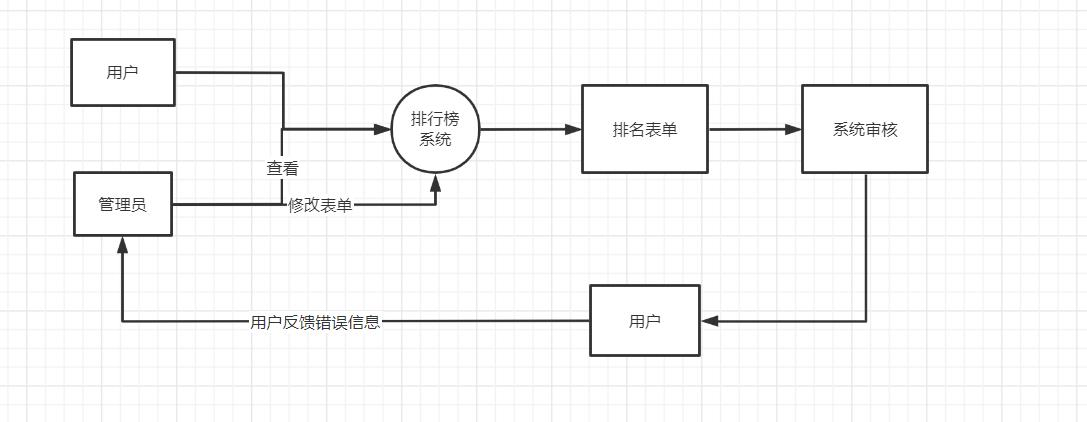 用户
排行榜
系统
排名表单
系统审核
查看
管理员
修改表单
用户反馈错误信息
用户